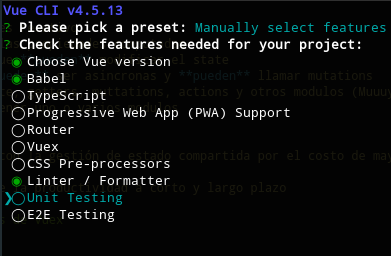 Vue CLI v4.5.13
? Please pick a preset: Manually select features
? Check the features needed for your project:
◉ Choose Vue version
◉ Babel
◯ TypeScript
◯ Progressive Web App (PWA) Support
◯ Router
◯ Vuex
◯ CSS Pre-processors
◉ Linter / Formatter
❯◯ Unit Testing
◯ E2E Testing